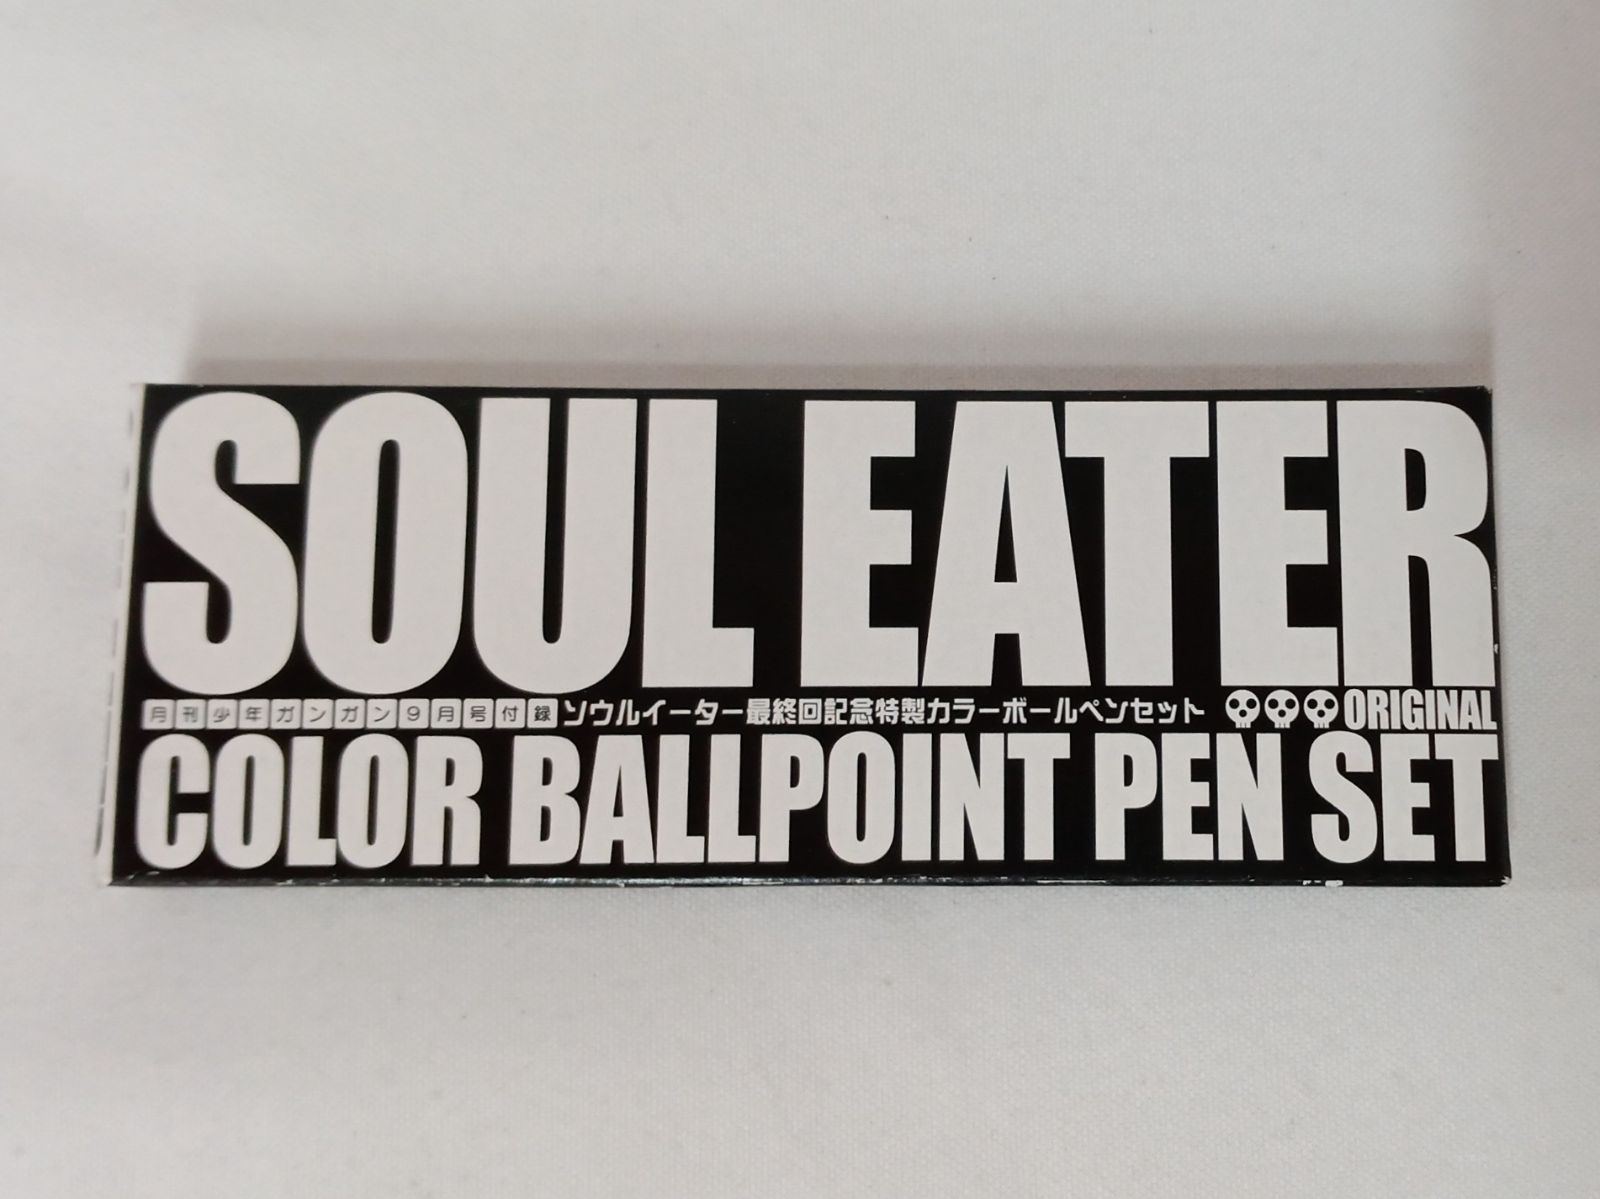 SOUL EATER
月刊少年ガンガン9月号付録 ソウルイーター最終回記念特製カラーボールペンセット ORIGINAL
COLOR BALLPOINT PEN SET